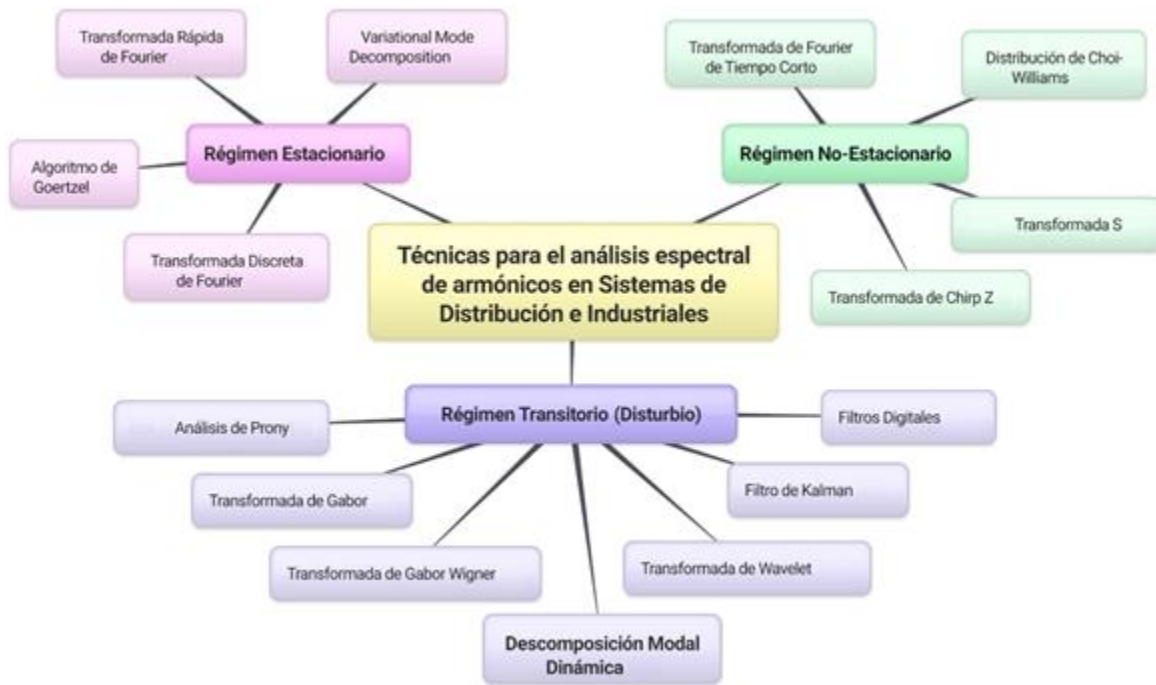 Transformada Rápida
de Fourier
Variational Mode
Decomposition
Transformada de Fourier
de Tiempo Corto
Distribución de Choi-
Williams
Régimen Estacionario
Régimen No-Estacionario
Algoritmo de
Goertzel
Transformada S
Transformada Discreta
de Fourier
Técnicas para el análisis espectral
de armónicos en Sistemas de
Distribución e Industriales
Transformada de Chirp Z
Régimen Transitorio (Disturbio)
Análisis de Prony
Filtros Digitales
Transformada de Gabor
Filtro de Kalman
Transformada de Gabor Wigner
Transformada de Wavelet
Descomposición Modal
Dinámica